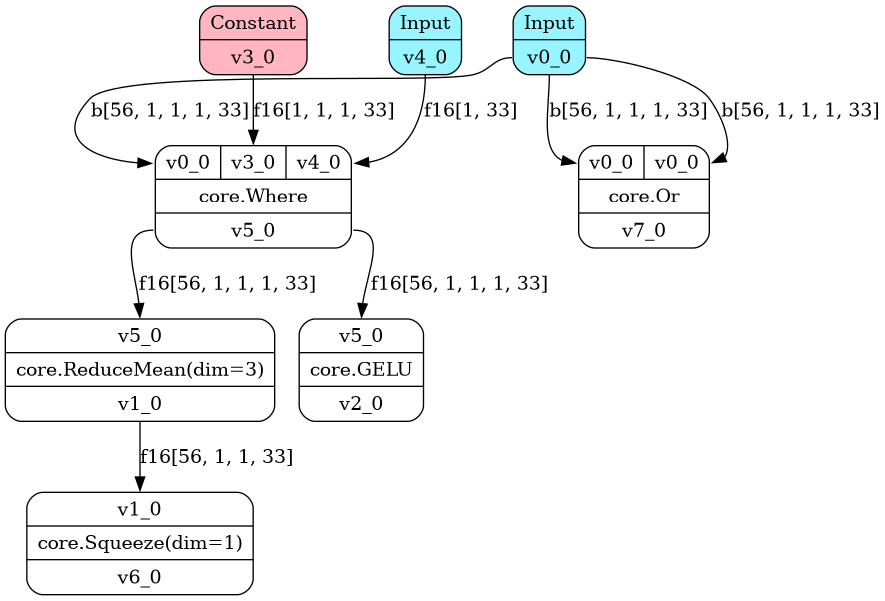 Constant
v3_0
Input
v4_0
Input
v0_0
b[56, 1, 1, 1, 33]
f16[1, 1, 1, 33]
f16[1, 33]
b[56, 1, 1, 1, 33]
b[56, 1, 1, 1, 33]
v0_0 v3_0 v4_0
core.Where
v5_0
v0_0 v0_0
core.Or
v7_0
f16[56, 1, 1, 1, 33]
f16[56, 1, 1, 1, 33]
v5_0
core.ReduceMean(dim=3)
v1_0
v5_0
core.GELU
v2_0
f16[56, 1, 1, 33]
v1_0
core.Squeeze(dim=1)
v6_0